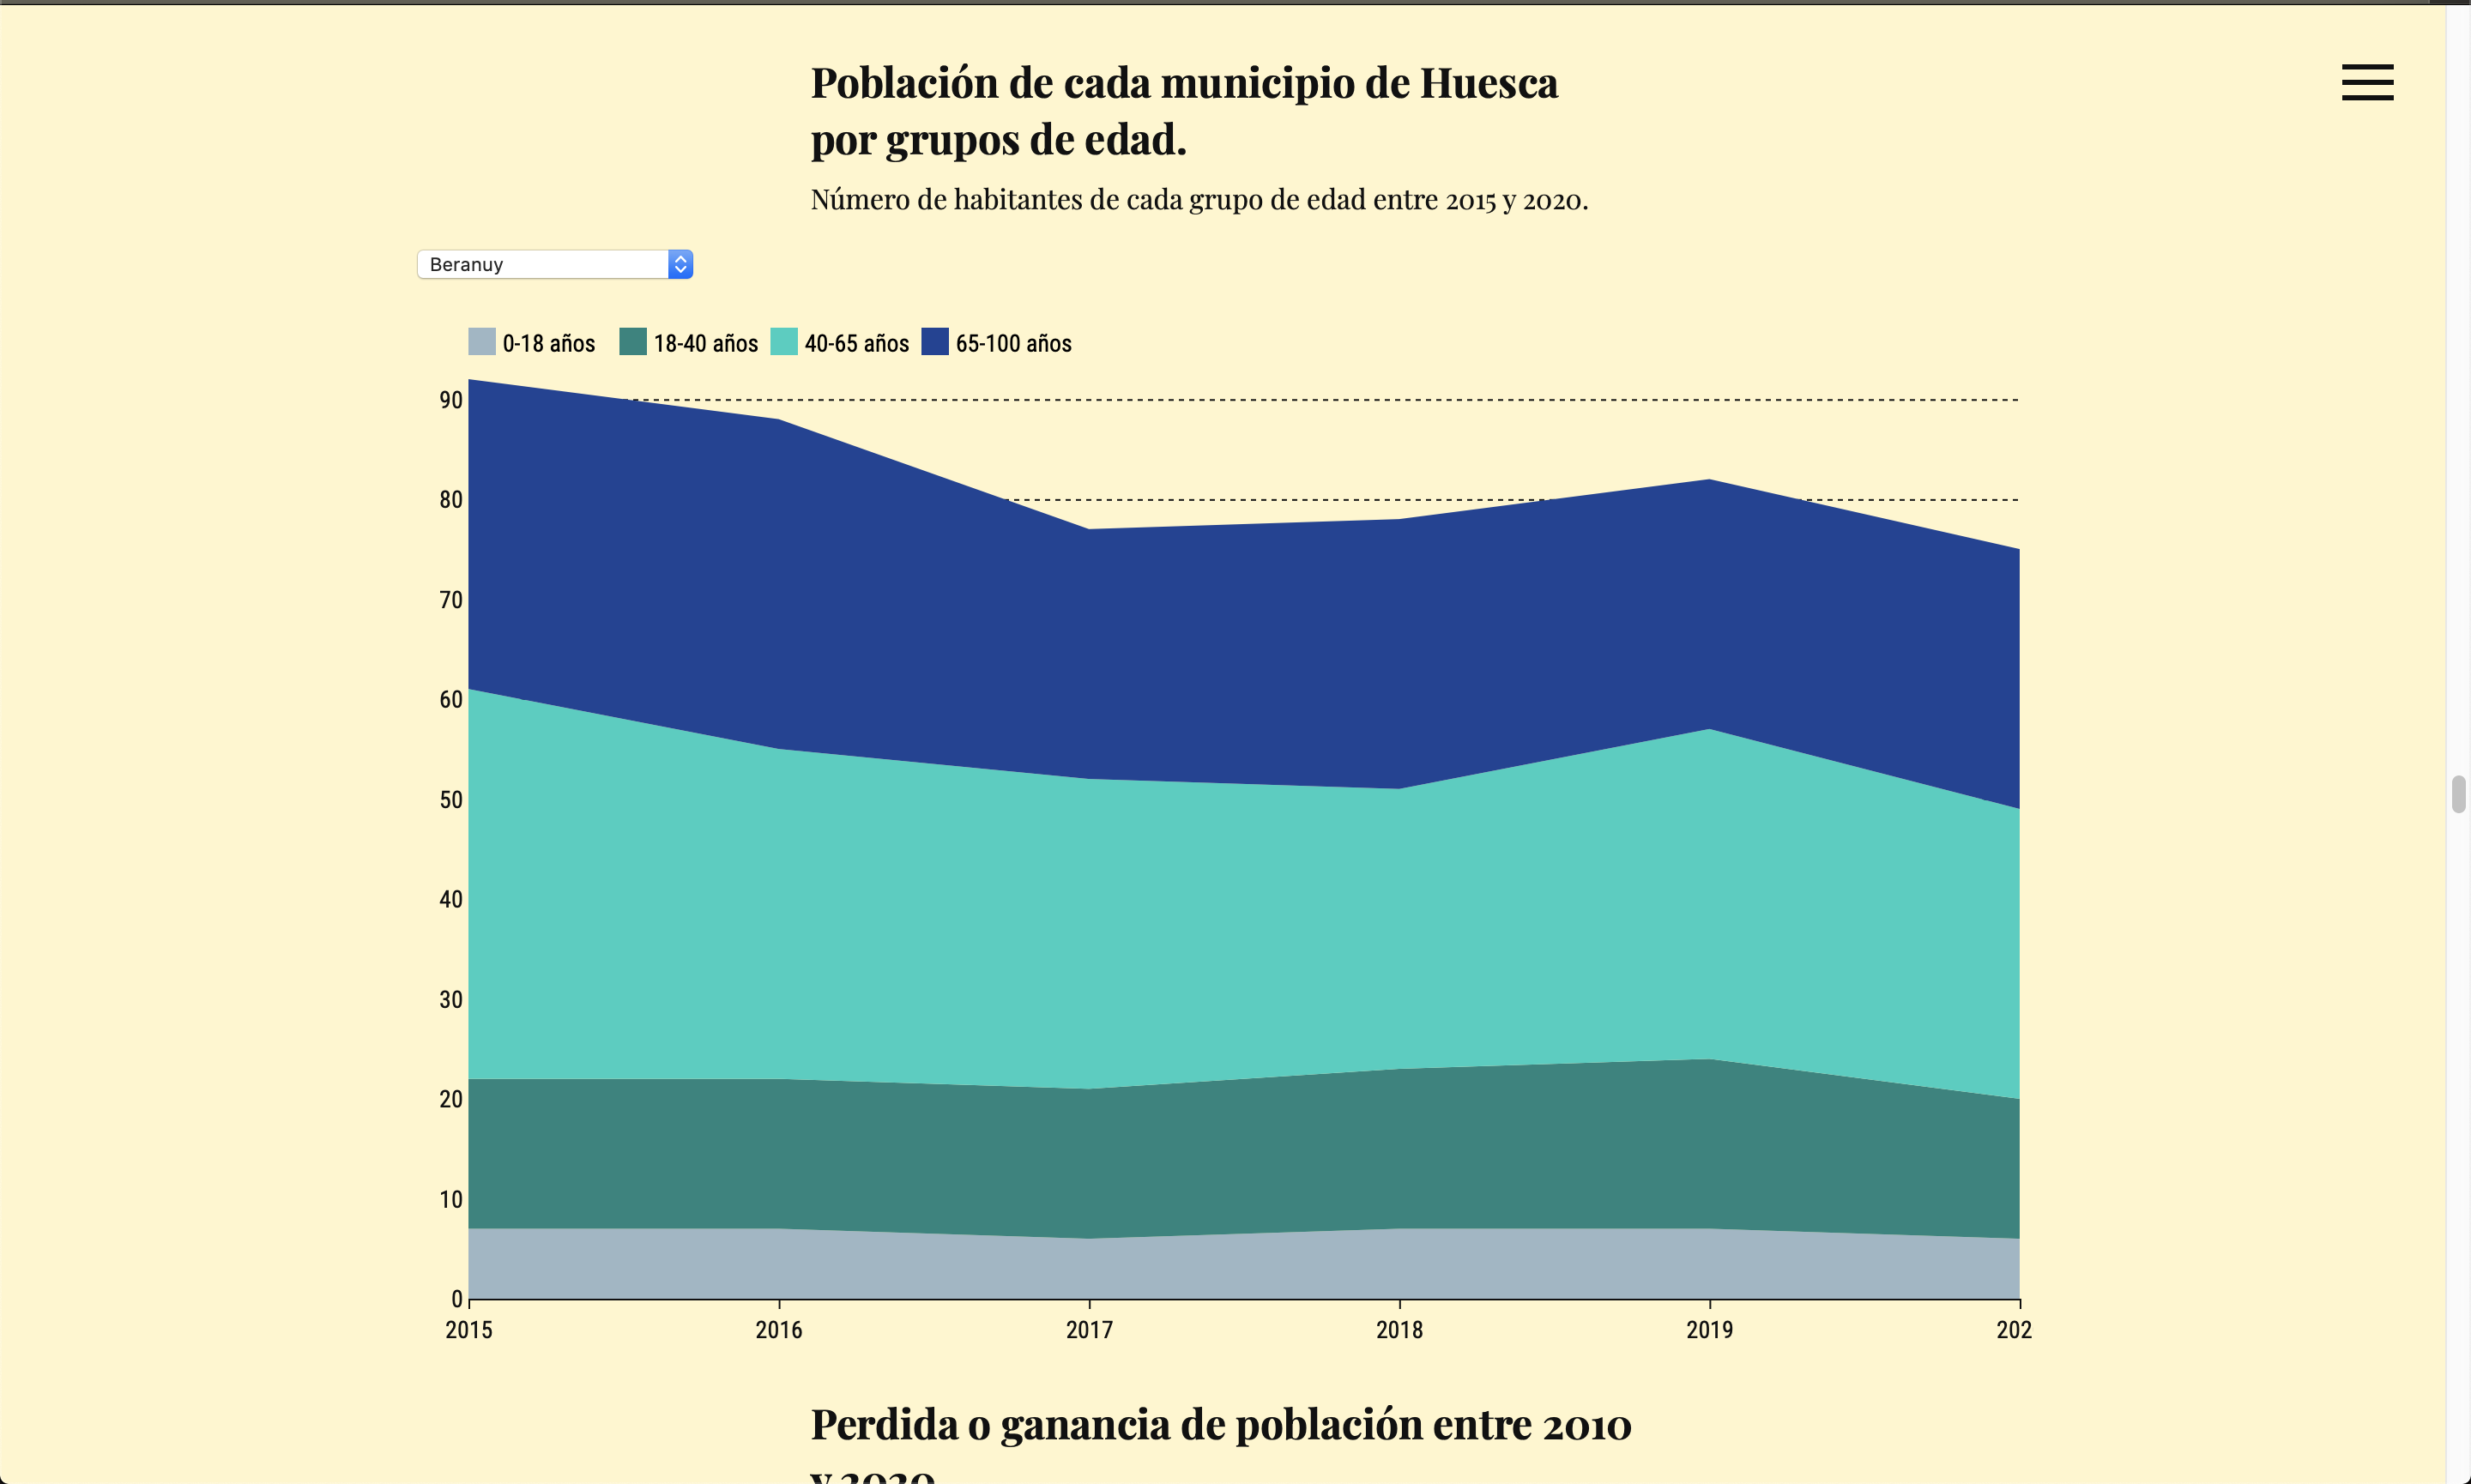 Población de cada municipio de Huesca
por grupos de edad.
Número de habitantes de cada grupo de edad entre 2015 y 2020.
Beranuy
0-18 años 18-40 años 40-65 años 65-100 años
90
80
70
60
50
40
30
20
10
0
2015 2016 2017 2018 2019 202
Perdida o ganancia de población entre 2010
y 2020